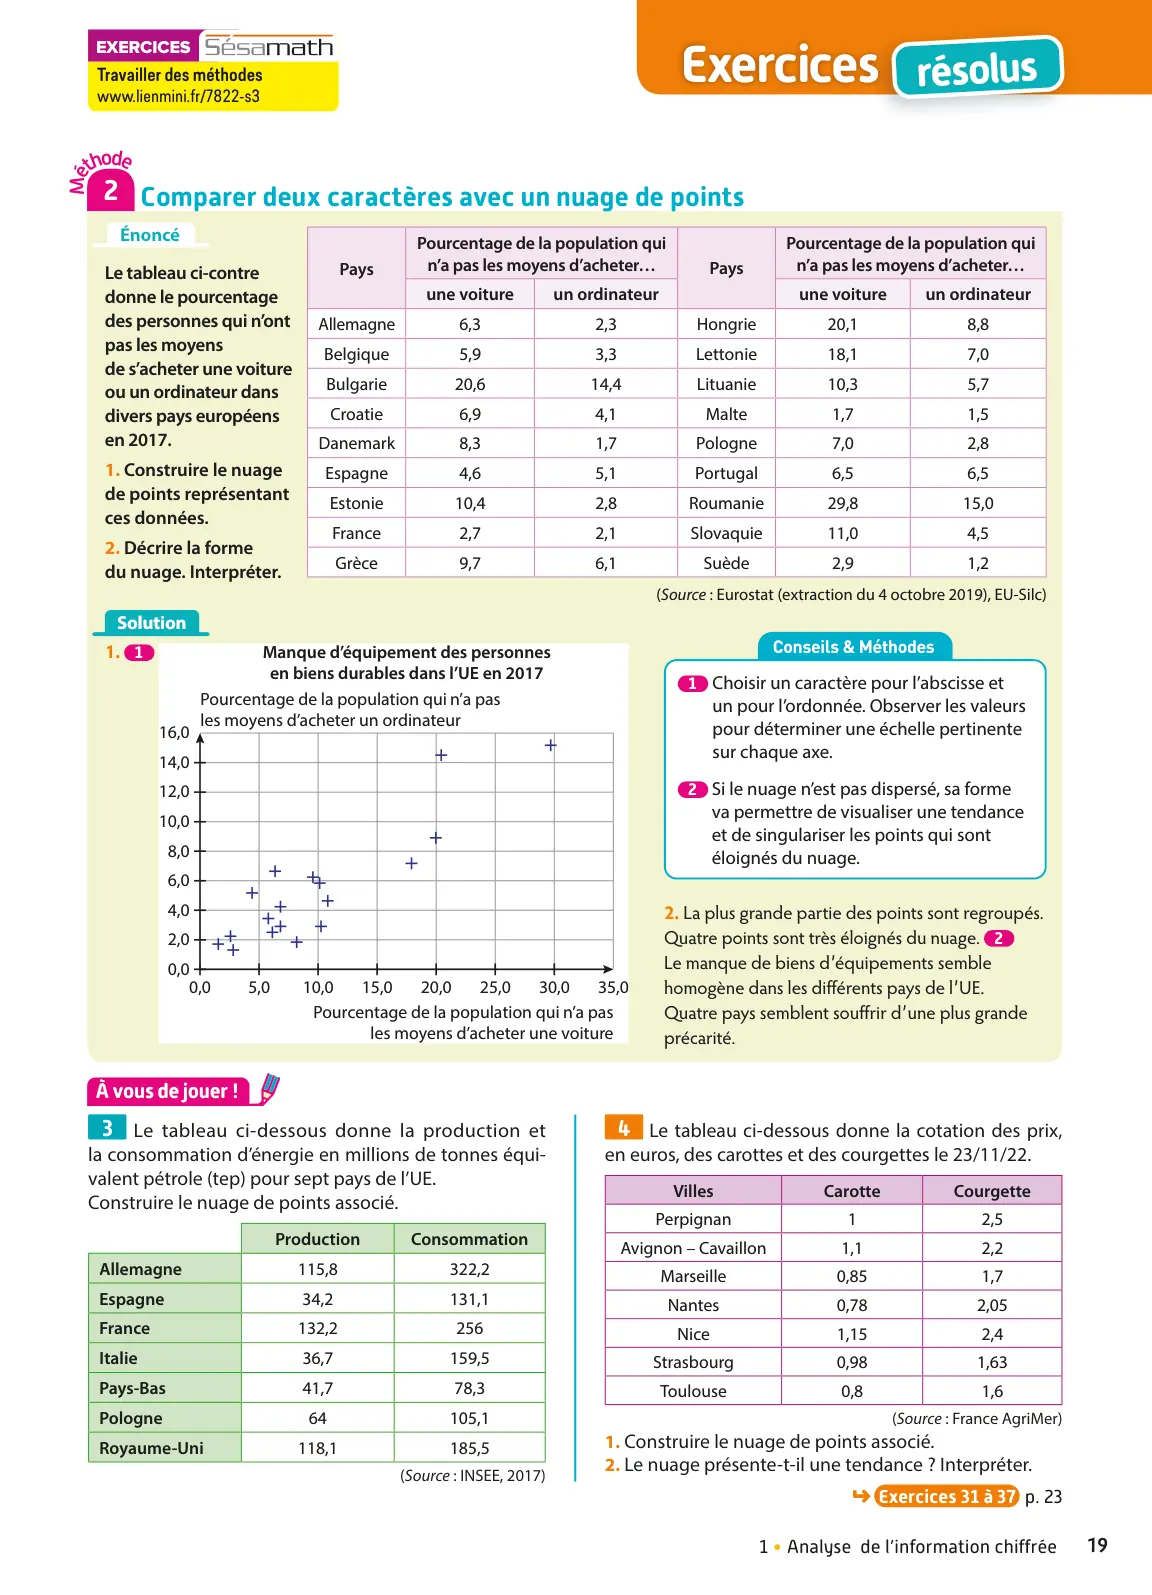 EXERCICES Sésamath
Travailler des méthodes
www.lienmini.fr/7822-s3
Exercices résolus
Méthode
2 Comparer deux caractères avec un nuage de points
Énoncé
Le tableau ci-contre
donne le pourcentage
des personnes qui n’ont
pas les moyens
de s’acheter une voiture
ou un ordinateur dans
divers pays européens
en 2017.
1. Construire le nuage
de points représentant
ces données.
2. Décrire la forme
du nuage. Interpréter.
Pays
Pourcentage de la population qui
n’a pas les moyens d’acheter…
Pays
Pourcentage de la population qui
n’a pas les moyens d’acheter…
une voiture un ordinateur une voiture un ordinateur
Allemagne 6,3 2,3 Hongrie 20,1 8,8
Belgique 5,9 3,3 Lettonie 18,1 7,0
Bulgarie 20,6 14,4 Lituanie 10,3 5,7
Croatie 6,9 4,1 Malte 1,7 1,5
Danemark 8,3 1,7 Pologne 7,0 2,8
Espagne 4,6 5,1 Portugal 6,5 6,5
Estonie 10,4 2,8 Roumanie 29,8 15,0
France 2,7 2,1 Slovaquie 11,0 4,5
Grèce 9,7 6,1 Suède 2,9 1,2
(Source : Eurostat (extraction du 4 octobre 2019), EU-Silc)
Solution
1. 1
Manque d’équipement des personnes
en biens durables dans l’UE en 2017
Pourcentage de la population qui n’a pas
les moyens d’acheter un ordinateur
16,0
14,0
12,0
10,0
8,0
6,0
4,0
2,0
0,0
0,0 5,0 10,0 15,0 20,0 25,0 30,0 35,0
Pourcentage de la population qui n’a pas
les moyens d’acheter une voiture
Conseils & Méthodes
1 Choisir un caractère pour l’abscisse et
un pour l’ordonnée. Observer les valeurs
pour déterminer une échelle pertinente
sur chaque axe.
2 Si le nuage n’est pas dispersé, sa forme
va permettre de visualiser une tendance
et de singulariser les points qui sont
éloignés du nuage.
2. La plus grande partie des points sont regroupés.
Quatre points sont très éloignés du nuage. 2
Le manque de biens d’équipements semble
homogène dans les différents pays de l’UE.
Quatre pays semblent souffrir d’une plus grande
précarité.
À vous de jouer !
3 Le tableau ci-dessous donne la production et
la consommation d’énergie en millions de tonnes équi-
valent pétrole (tep) pour sept pays de l’UE.
Construire le nuage de points associé.
Production Consommation
Allemagne 115,8 322,2
Espagne 34,2 131,1
France 132,2 256
Italie 36,7 159,5
Pays-Bas 41,7 78,3
Pologne 64 105,1
Royaume-Uni 118,1 185,5
(Source : INSEE, 2017)
4 Le tableau ci-dessous donne la cotation des prix,
en euros, des carottes et des courgettes le 23/11/22.
Villes Carotte Courgette
Perpignan 1 2,5
Avignon – Cavaillon 1,1 2,2
Marseille 0,85 1,7
Nantes 0,78 2,05
Nice 1,15 2,4
Strasbourg 0,98 1,63
Toulouse 0,8 1,6
(Source : France AgriMer)
1. Construire le nuage de points associé.
2. Le nuage présente-t-il une tendance ? Interpréter.
↪ Exercices 31 à 37 p. 23
1 • Analyse de l’information chiffrée 19